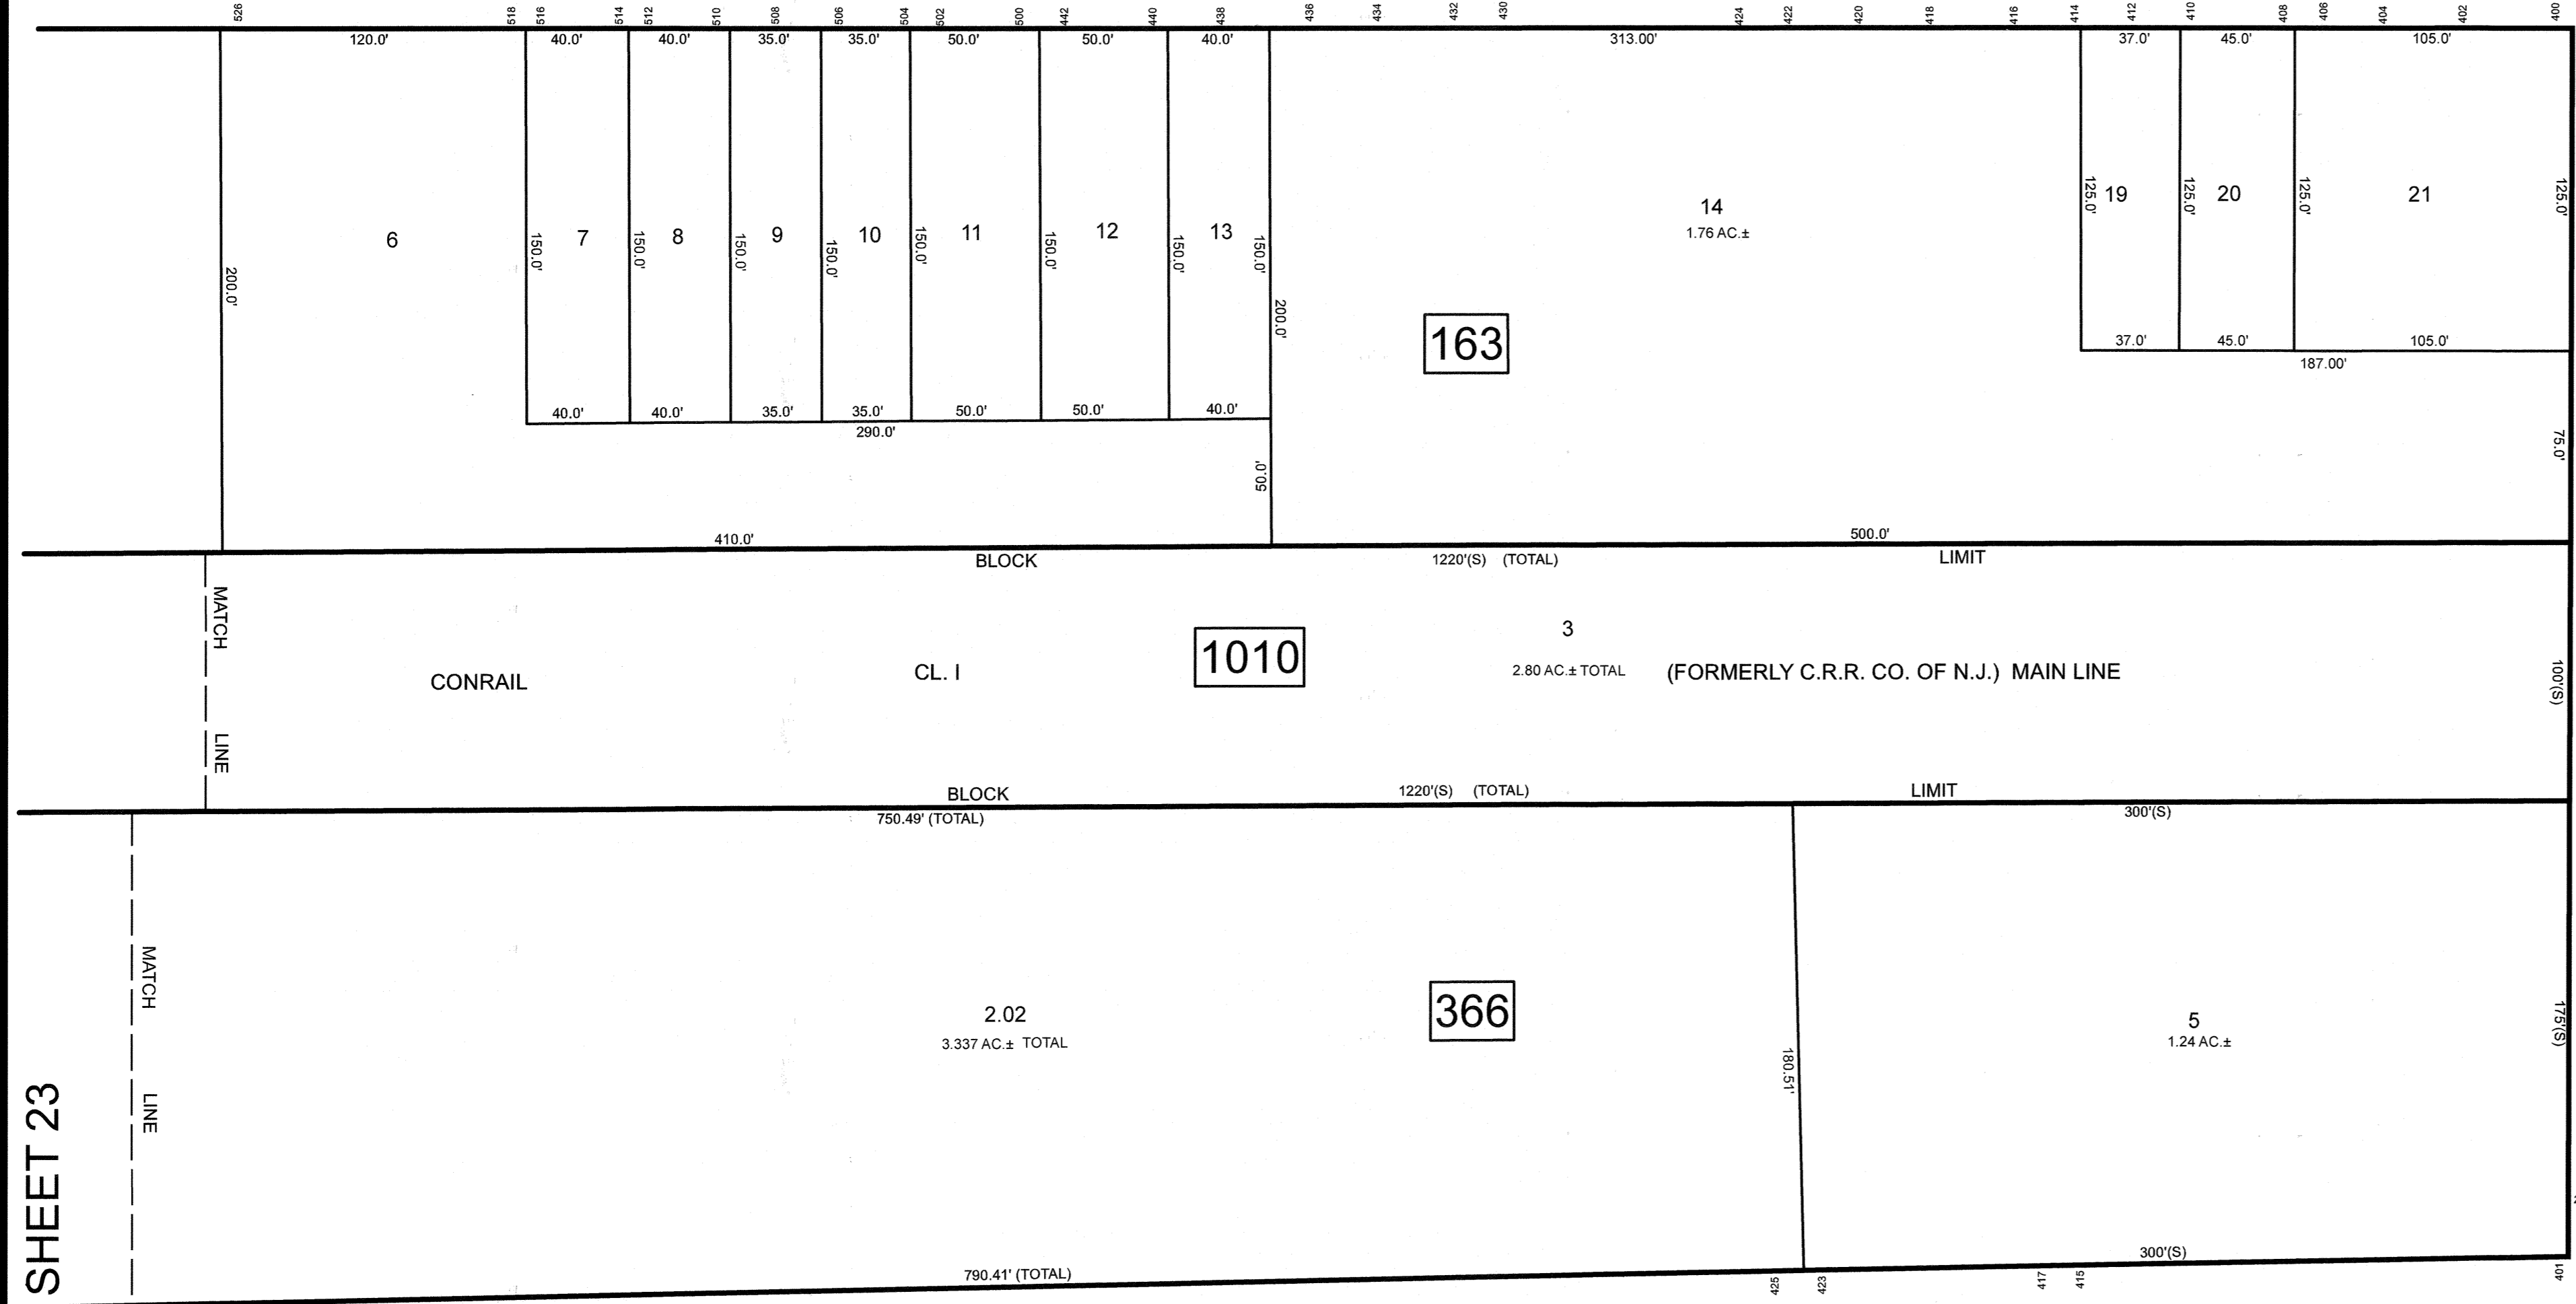 526 518 516 514 512 510 508 506 504 502 500 442 440 438 436 434 432 430 424 422 420 418 416 414 412 410 408 406 404 402 400
120.0' 40.0' 40.0' 35.0' 35.0' 50.0' 50.0' 40.0' 313.00' 37.0' 45.0' 105.0'
6 7 8 9 10 11 12 13 14 19 20 21
1.76 AC.±
200.0' 150.0' 150.0' 150.0' 150.0' 150.0' 150.0' 150.0' 150.0' 200.0' 125.0' 125.0' 125.0' 125.0'
163
37.0' 45.0' 105.0'
187.00'
40.0' 40.0' 35.0' 35.0' 50.0' 50.0' 40.0'
290.0'
50.0' 75.0'
410.0' 500.0'
BLOCK 1220'(S) (TOTAL) LIMIT
MATCH LINE
CONRAIL CL. I 1010
3
2.80 AC.± TOTAL (FORMERLY C.R.R. CO. OF N.J.) MAIN LINE
100'(S)
BLOCK 1220'(S) (TOTAL) LIMIT
750.49' (TOTAL) 300'(S)
MATCH LINE
2.02
3.337 AC.± TOTAL
366
180.51'
5
1.24 AC.±
175'(S)
SHEET 23
790.41' (TOTAL) 300'(S)
425 423 417 415 401